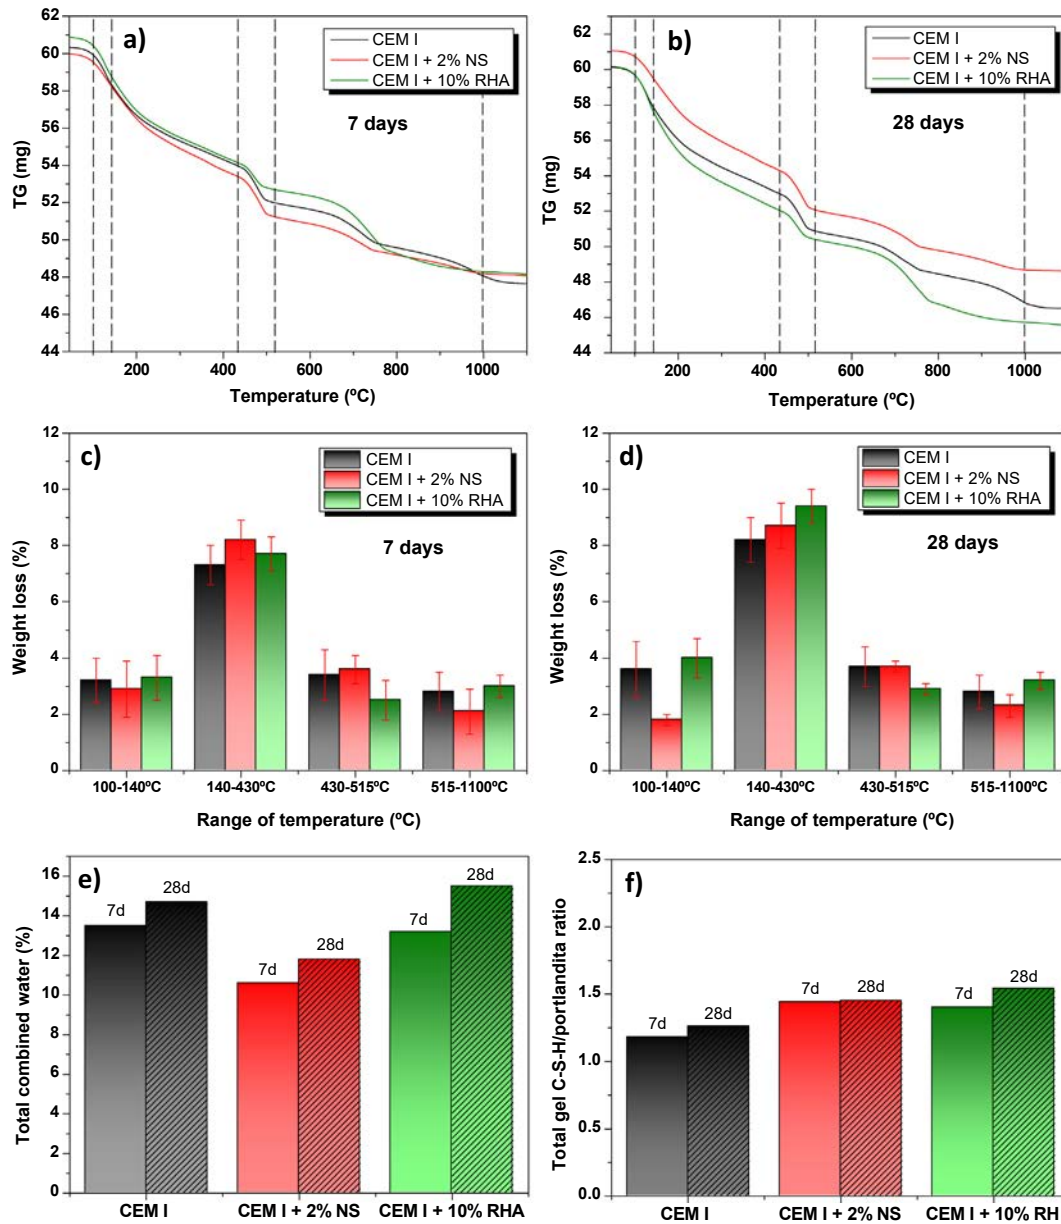 a)
CEM I
CEM I + 2% NS
CEM I + 10% RHA
7 days
62
60
58
56
54
52
50
48
46
44
TG (mg)
200 400 600 800 1000
Temperature (ºC)
b)
CEM I
CEM I + 2% NS
CEM I + 10% RHA
28 days
62
60
58
56
54
52
50
48
46
44
TG (mg)
200 400 600 800 1000
Temperature (ºC)
c)
CEM I
CEM I + 2% NS
CEM I + 10% RHA
7 days
12
10
8
6
4
2
0
Weight loss (%)
100-140ºC 140-430ºC 430-515ºC 515-1100ºC
Range of temperature (ºC)
d)
CEM I
CEM I + 2% NS
CEM I + 10% RHA
28 days
12
10
8
6
4
2
0
Weight loss (%)
100-140ºC 140-430ºC 430-515ºC 515-1100ºC
Range of temperature (ºC)
e)
16
14
12
10
8
6
4
2
0
Total combined water (%)
7d 28d 7d 28d 7d 28d
CEM I CEM I + 2% NS CEM I + 10% RHA
f)
2.5
2.0
1.5
1.0
0.5
0.0
Total gel C-S-H/portlandita ratio
7d 28d 7d 28d 7d 28d
CEM I CEM I + 2% NS CEM I + 10% RH